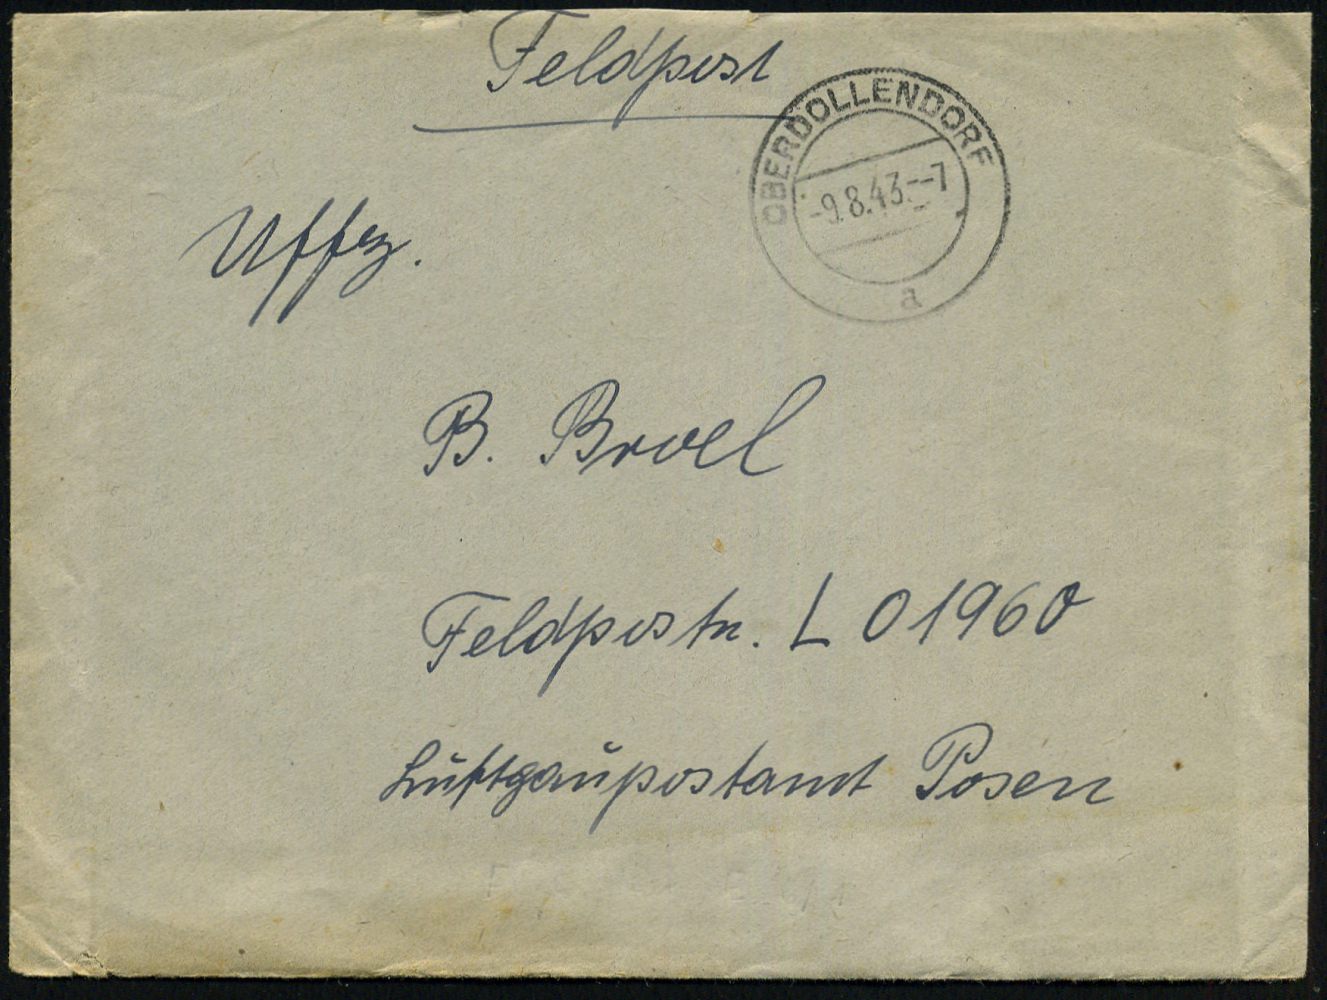 Feldpost
OBERDOLLENDORF
-9.8.43.--7
a
Uffz.
B. Broel
Feldpostn. L 01960
Luftgaupostamt Posen